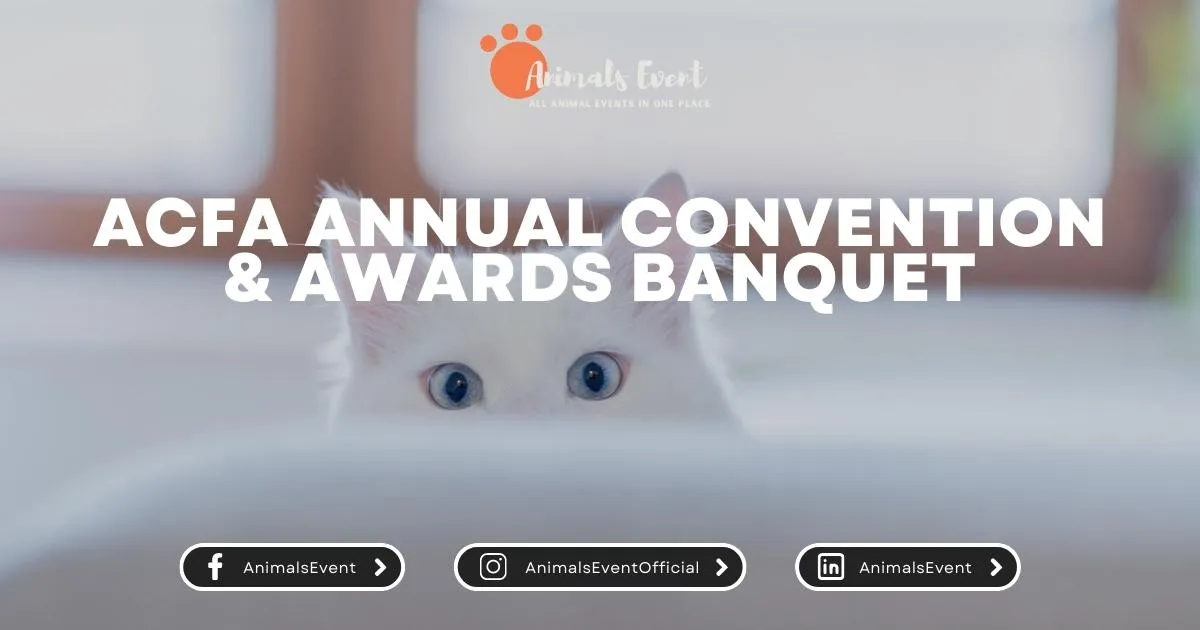 Animals Event
ALL ANIMAL EVENTS IN ONE PLACE
ACFA ANNUAL CONVENTION
& AWARDS BANQUET
AnimalsEvent
AnimalsEventOfficial
AnimalsEvent